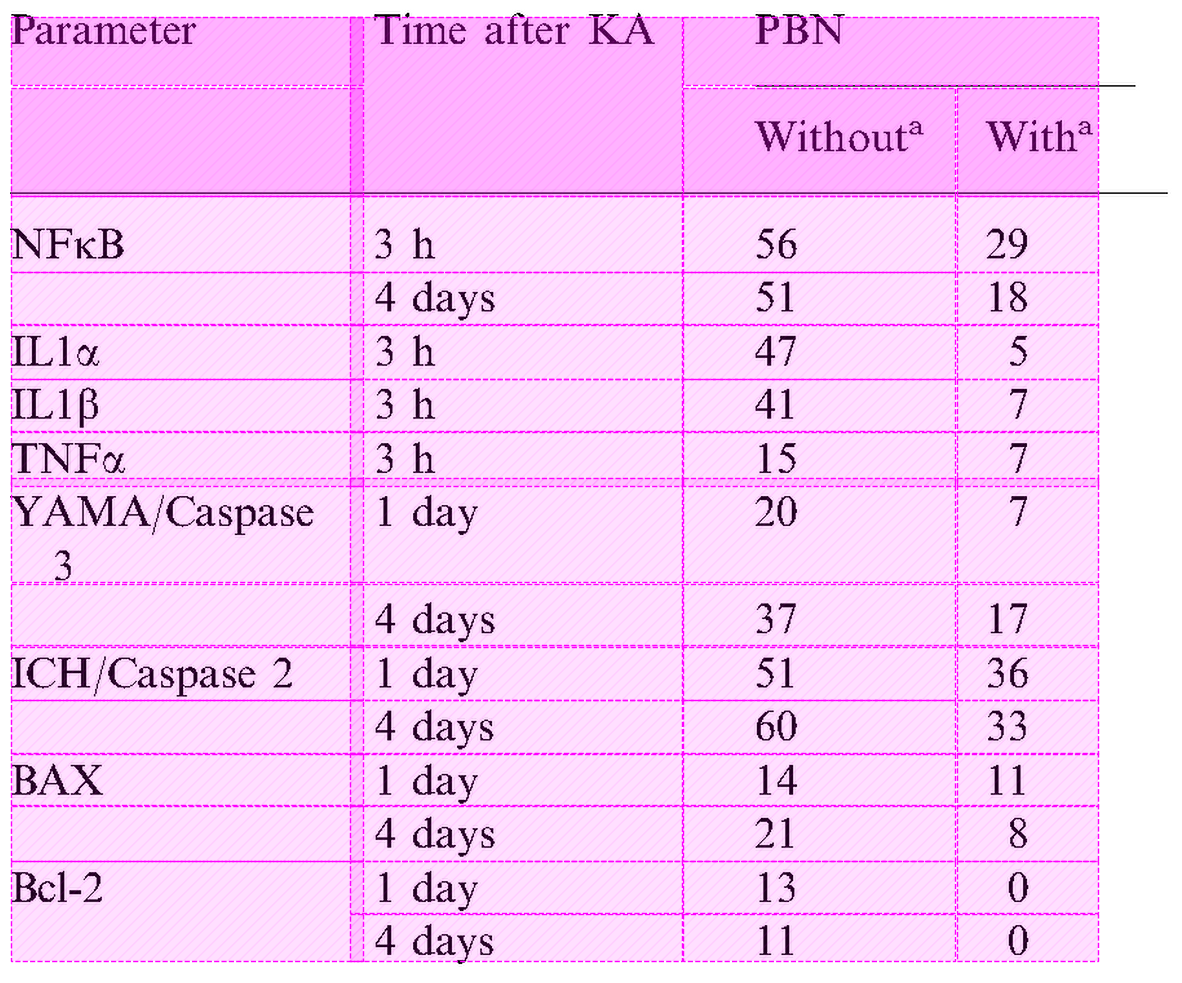 Parameter Time after KA PBN
Withoutᵃ Withᵃ
NFκB 3 h 56 29
4 days 51 18
IL1α 3 h 47 5
IL1β 3 h 41 7
TNFα 3 h 15 7
YAMA/Caspase 1 day 20 7
3
4 days 37 17
ICH/Caspase 2 1 day 51 36
4 days 60 33
BAX 1 day 14 11
4 days 21 8
Bcl-2 1 day 13 0
4 days 11 0